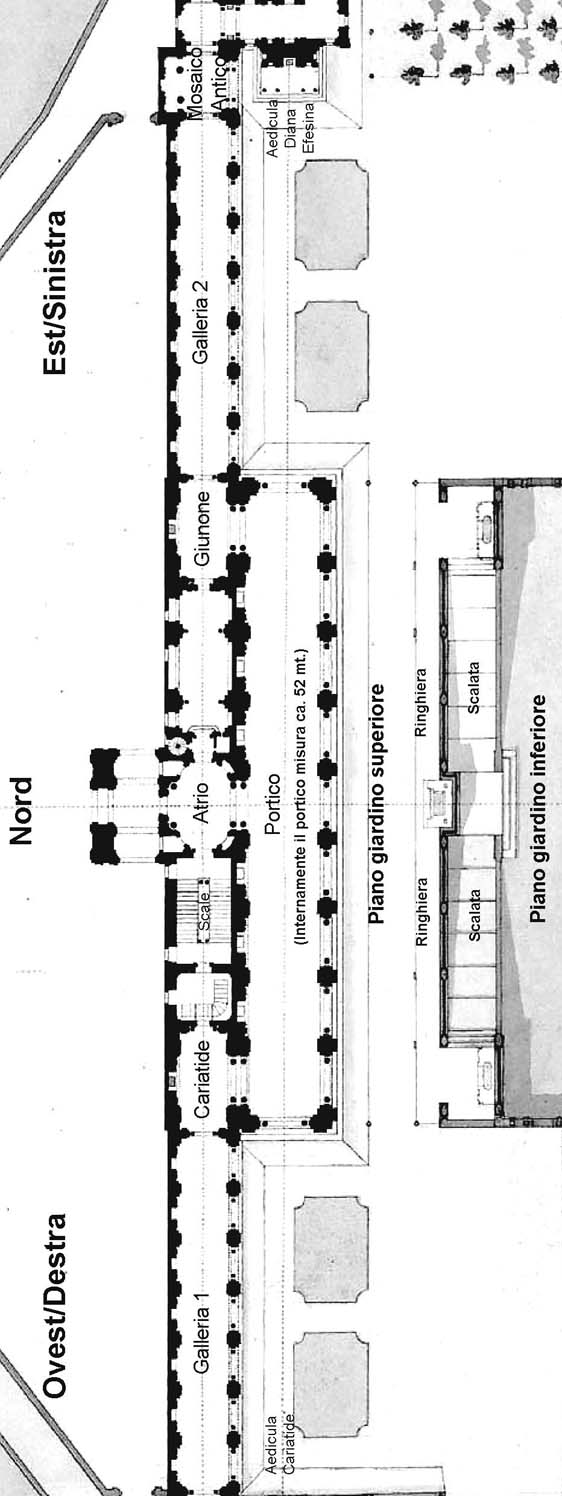 Nord
Est/Sinistra
Ovest/Destra
Mosaico
Antico
Aedicula
Diana
Efesina
Galleria 2
Giunone
Atrio
Scale
Cariatide
Galleria 1
Aedicula
Cariatide
Portico
(Internamente il portico misura ca. 52 mt.)
Piano giardino superiore
Ringhiera
Ringhiera
Scalata
Scalata
Piano giardino inferiore